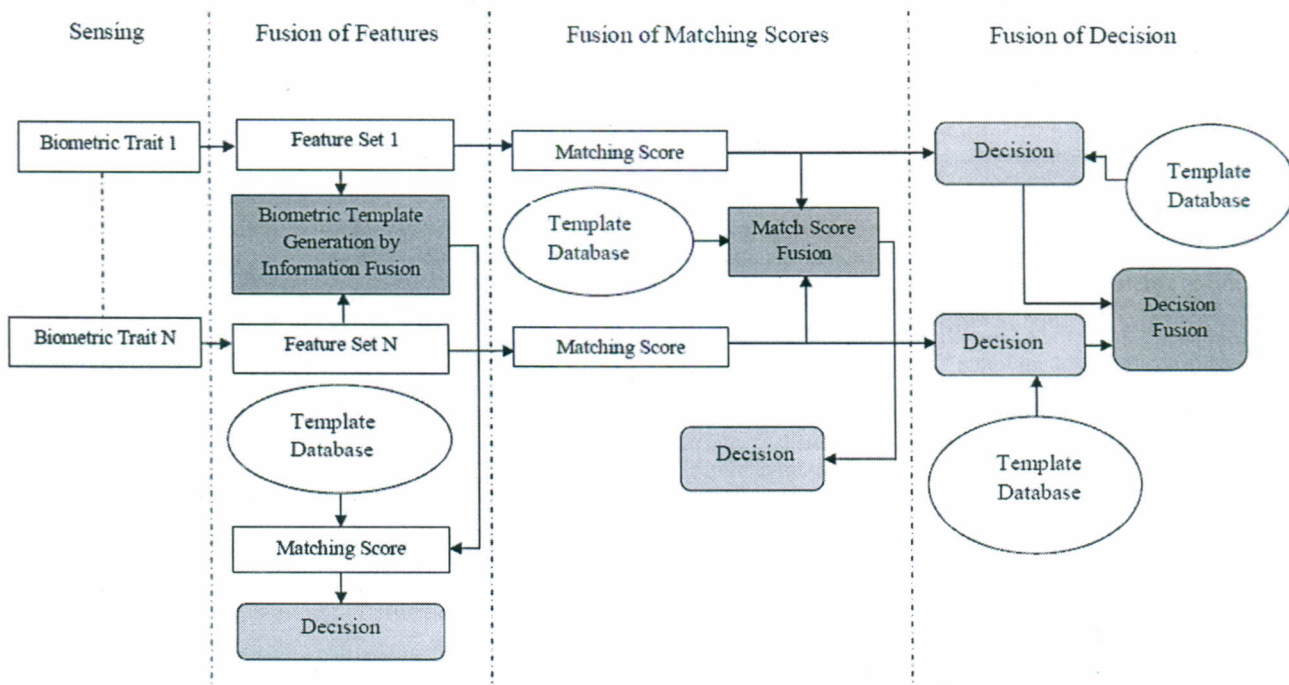 Sensing
Fusion of Features
Fusion of Matching Scores
Fusion of Decision
Biometric Trait 1
Feature Set 1
Matching Score
Decision
Template
Database
Biometric Template
Generation by
Information Fusion
Template
Database
Match Score
Fusion
Decision
Fusion
Biometric Trait N
Feature Set N
Matching Score
Decision
Template
Database
Decision
Template
Database
Matching Score
Decision